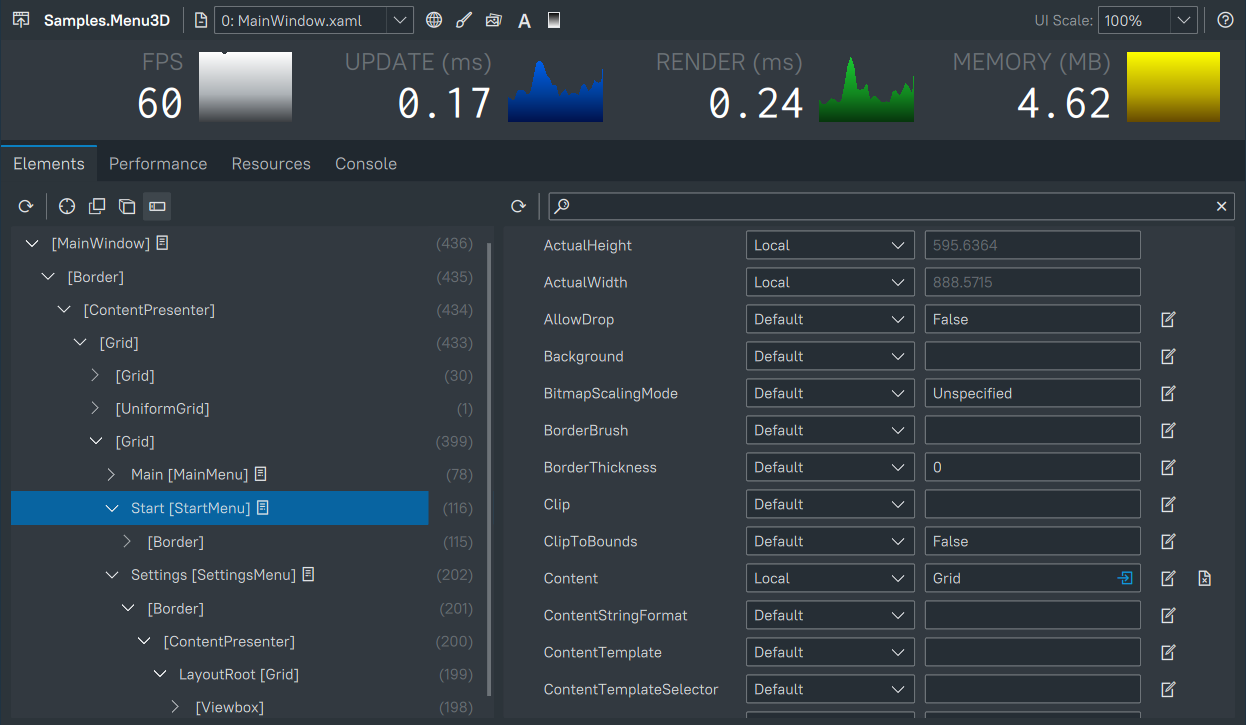 Samples.Menu3D 0: MainWindow.xaml A UI Scale: 100%
FPS UPDATE (ms) RENDER (ms) MEMORY (MB)
60 0.17 0.24 4.62
Elements Performance Resources Console
[MainWindow] (436)
[Border] (435)
[ContentPresenter] (434)
[Grid] (433)
[Grid] (30)
[UniformGrid] (1)
[Grid] (399)
Main [MainMenu] (78)
Start [StartMenu] (116)
[Border] (115)
Settings [SettingsMenu] (202)
[Border] (201)
[ContentPresenter] (200)
LayoutRoot [Grid] (199)
[Viewbox] (198)
ActualHeight Local 595.6364
ActualWidth Local 888.5715
AllowDrop Default False
Background Default
BitmapScalingMode Default Unspecified
BorderBrush Default
BorderThickness Default 0
Clip Default
ClipToBounds Default False
Content Local Grid
ContentStringFormat Default
ContentTemplate Default
ContentTemplateSelector Default